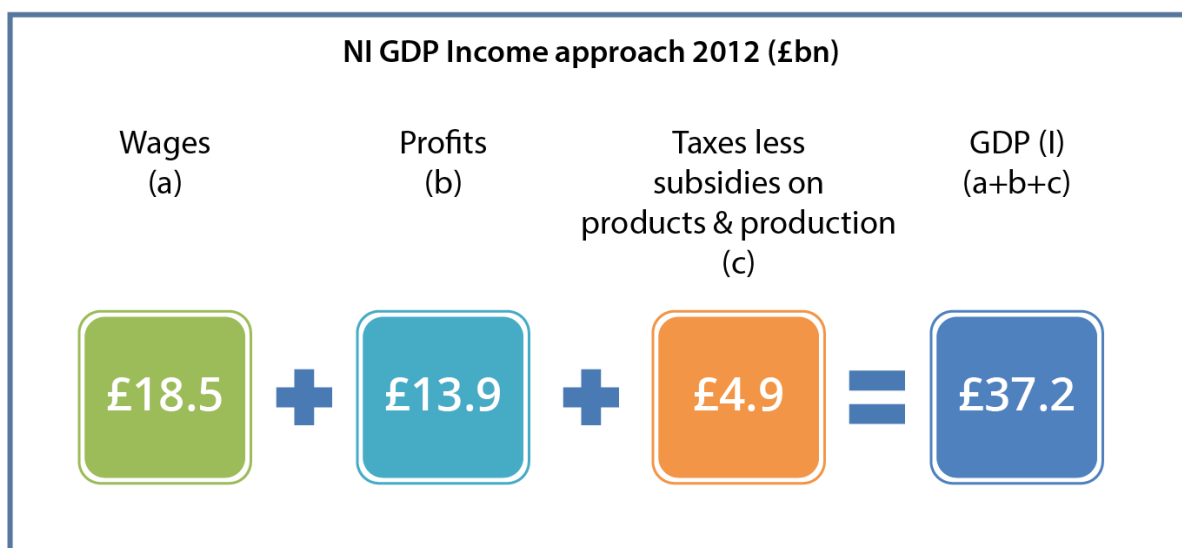 NI GDP Income approach 2012 (£bn)
Wages
(a)
Profits
(b)
Taxes less
subsidies on
products & production
(c)
GDP (I)
(a+b+c)
£18.5
£13.9
£4.9
£37.2